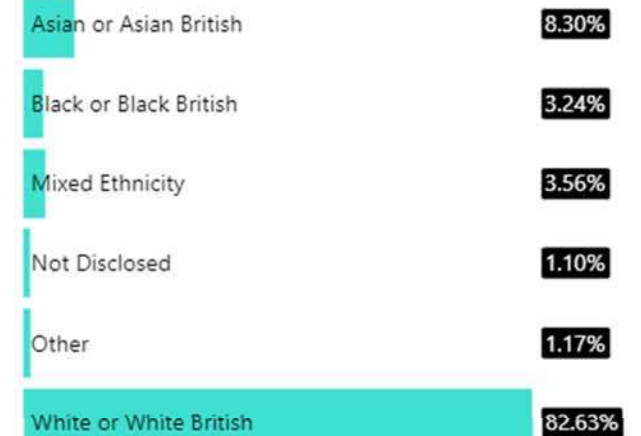 Asian or Asian British 8.30%
Black or Black British 3.24%
Mixed Ethnicity 3.56%
Not Disclosed 1.10%
Other 1.17%
White or White British 82.63%